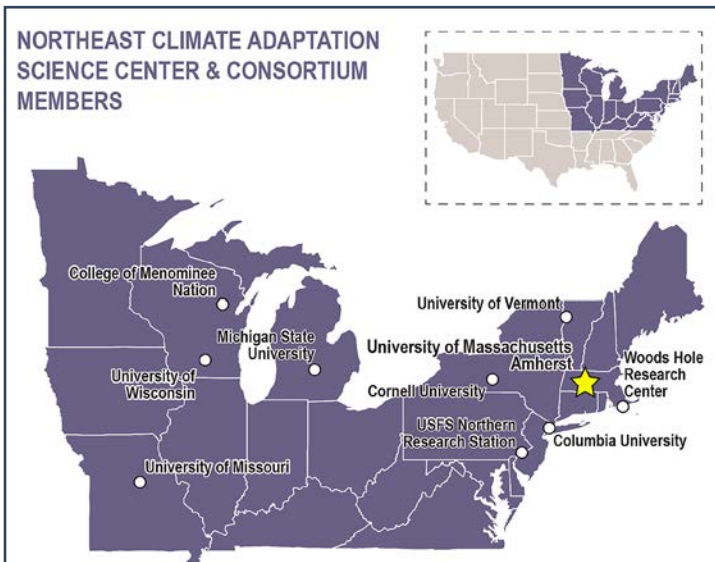 NORTHEAST CLIMATE ADAPTATION
SCIENCE CENTER & CONSORTIUM
MEMBERS
College of Menominee
Nation
Michigan State
University
University of
Wisconsin
University of Missouri
University of Vermont
University of Massachusetts
Amherst
Cornell University
Woods Hole
Research
Center
USFS Northern
Research Station
Columbia University